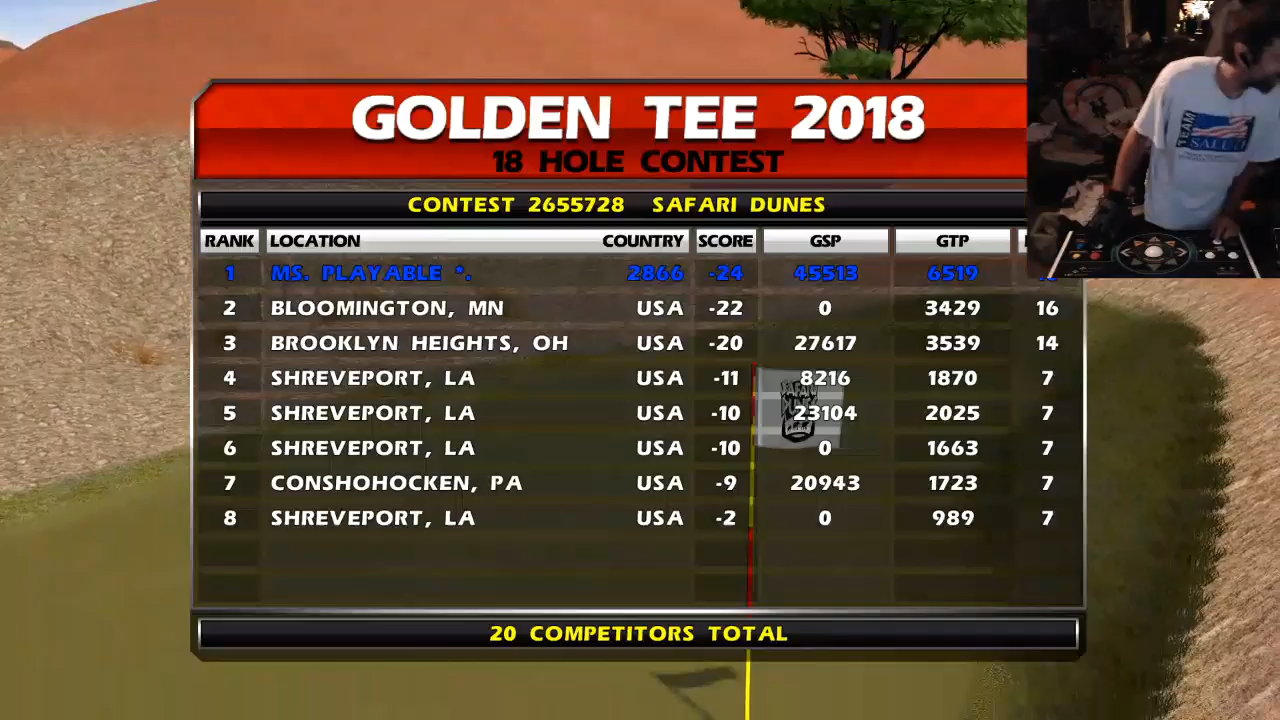 GOLDEN TEE 2018
18 HOLE CONTEST
CONTEST 2655728 SAFARI DUNES
RANK LOCATION COUNTRY SCORE GSP GTP
1 MS. PLAYABLE *. 2866 -24 45513 6519
2 BLOOMINGTON, MN USA -22 0 3429 16
3 BROOKLYN HEIGHTS, OH USA -20 27617 3539 14
4 SHREVEPORT, LA USA -11 8216 1870 7
5 SHREVEPORT, LA USA -10 23104 2025 7
6 SHREVEPORT, LA USA -10 0 1663 7
7 CONSHOHOCKEN, PA USA -9 20943 1723 7
8 SHREVEPORT, LA USA -2 0 989 7
20 COMPETITORS TOTAL
TEAM